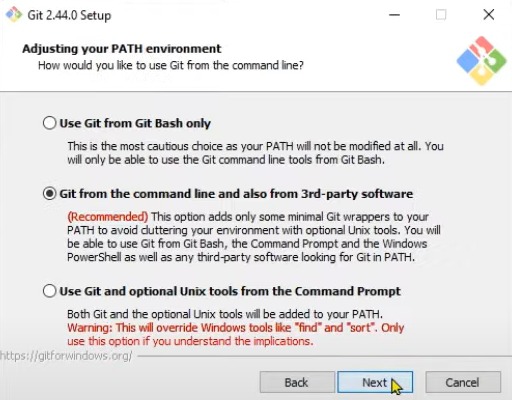 Git 2.44.0 Setup
Adjusting your PATH environment
How would you like to use Git from the command line?
Use Git from Git Bash only
This is the most cautious choice as your PATH will not be modified at all. You
will only be able to use the Git command line tools from Git Bash.
Git from the command line and also from 3rd-party software
(Recommended) This option adds only some minimal Git wrappers to your
PATH to avoid cluttering your environment with optional Unix tools. You will
be able to use Git from Git Bash, the Command Prompt and the Windows
PowerShell as well as any third-party software looking for Git in PATH.
Use Git and optional Unix tools from the Command Prompt
Both Git and the optional Unix tools will be added to your PATH.
Warning: This will override Windows tools like "find" and "sort". Only
use this option if you understand the implications.
https://gitforwindows.org/
Back
Next
Cancel